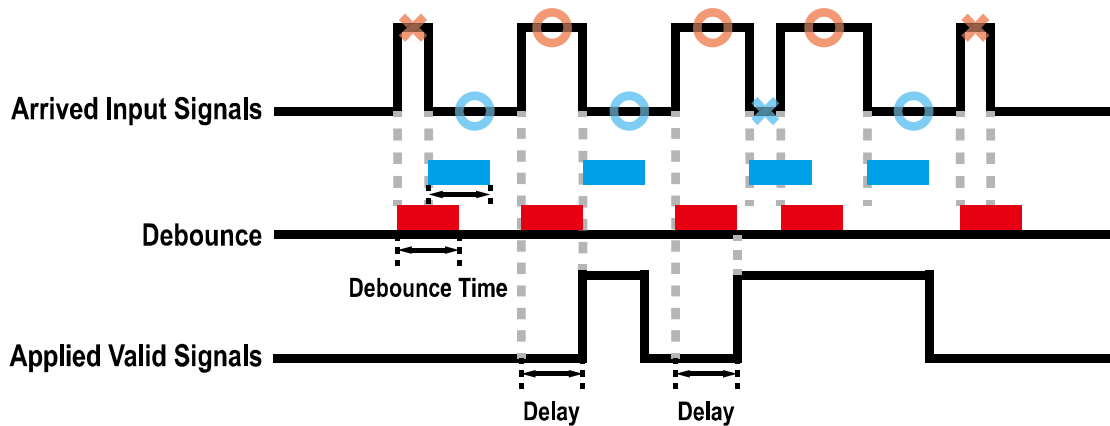 Arrived Input Signals
Debounce
Debounce Time
Applied Valid Signals
Delay
Delay